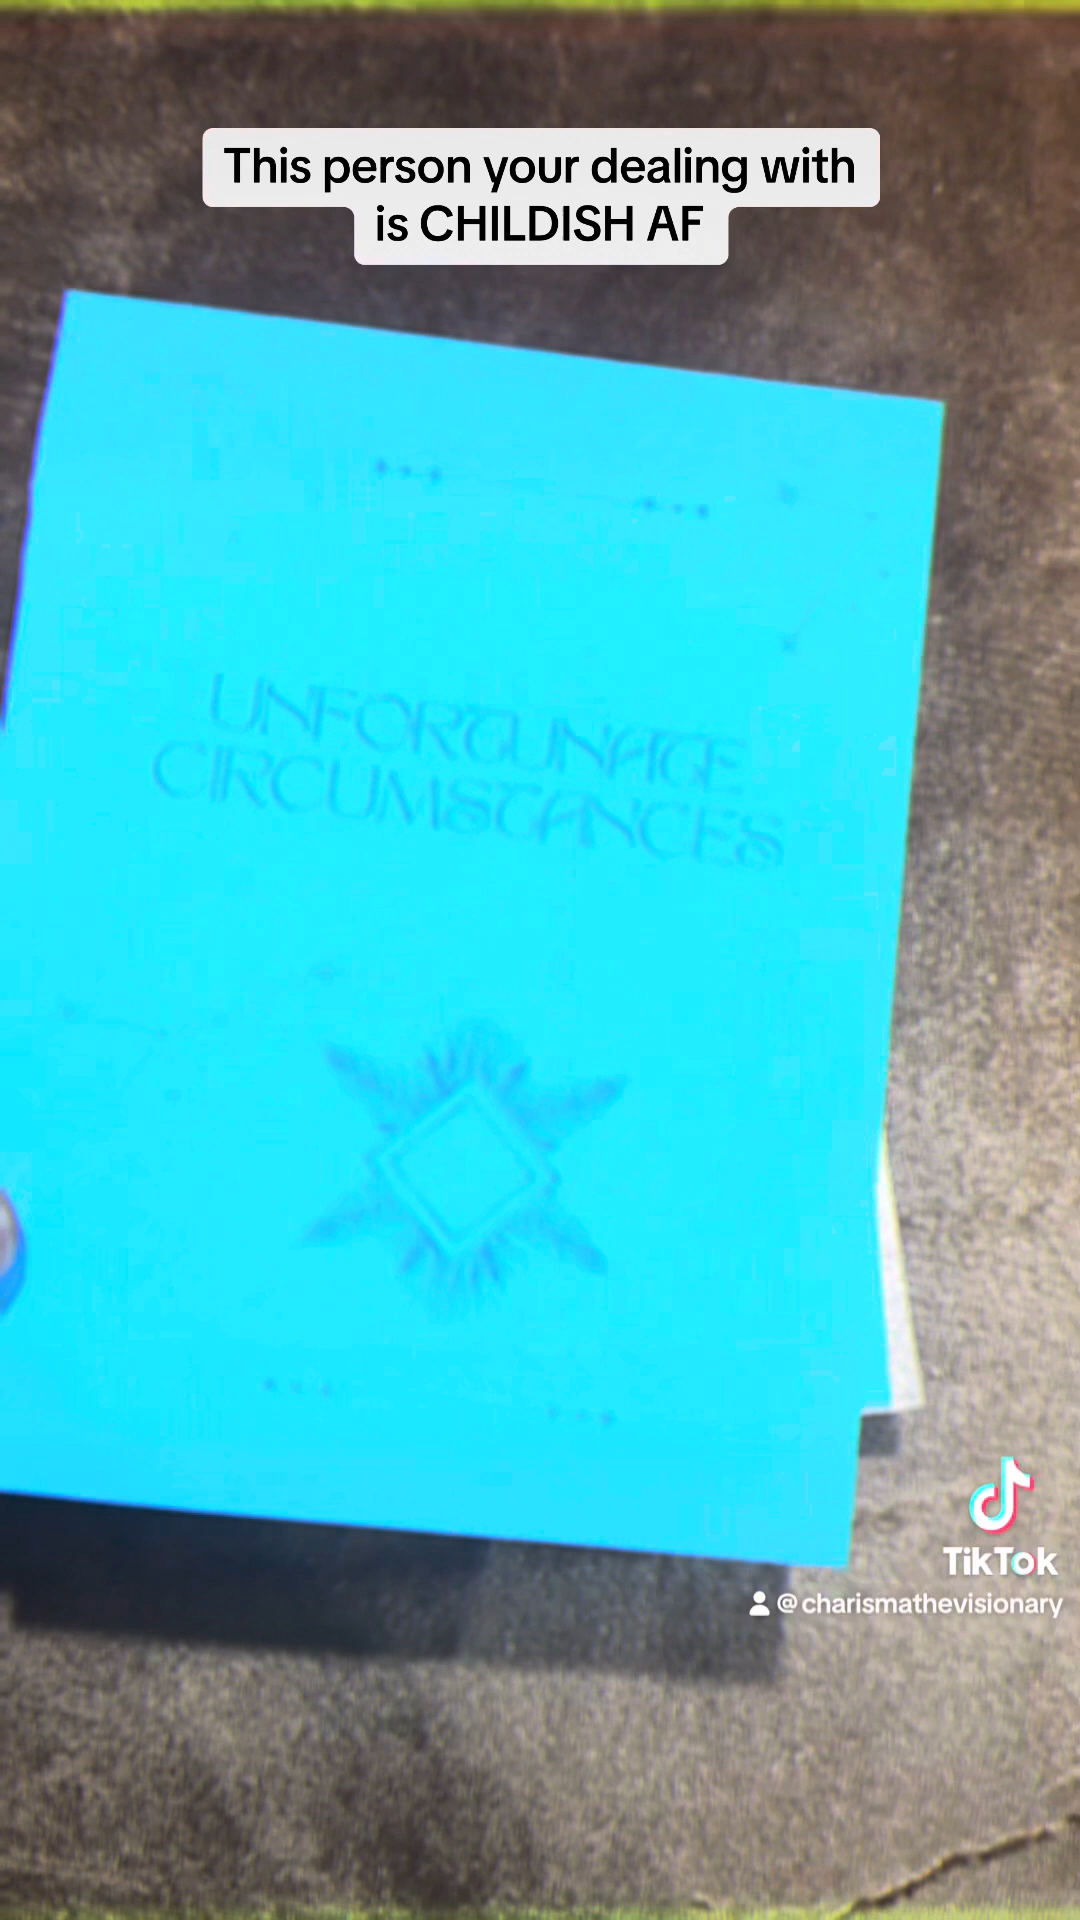 This person your dealing with
is CHILDISH AF
UNFORTUNATE
CIRCUMSTANCES
TikTok
@charismathevisionary